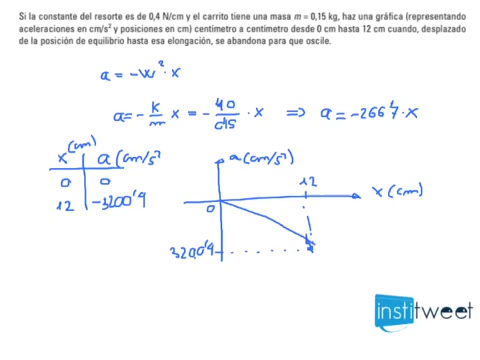 Si la constante del resorte es de 0,4 N/cm y el carrito tiene una masa m = 0,15 kg, haz una gráfica (representando
aceleraciones en cm/s² y posiciones en cm) centímetro a centímetro desde 0 cm hasta 12 cm cuando, desplazado
de la posición de equilibrio hasta esa elongación, se abandona para que oscile.
a = -w² · x
a = - k/m x = - 40/0'15 · x ⇒ a = -266'7 · x
x (cm) a (cm/s²
0 0
12 -3200'4
a (cm/s²)
12
x (cm)
0
3200'4
institweet